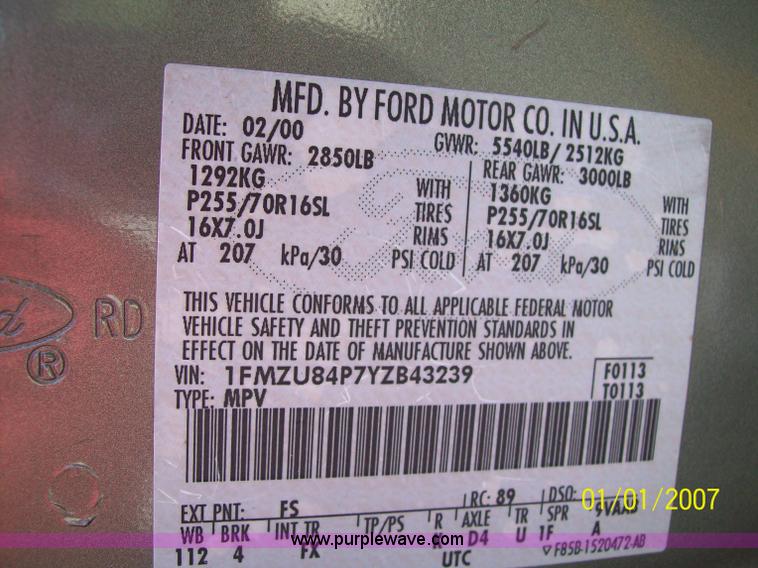 MFD. BY FORD MOTOR CO. IN U.S.A.
DATE: 02/00 GVWR: 5540LB/2512KG
FRONT GAWR: 2850LB REAR GAWR: 3000LB
1292KG WITH 1360KG WITH
P255/70R16SL TIRES P255/70R16SL TIRES
16X7.0J RIMS 16X7.0J RIMS
AT 207 kPa/30 PSI COLD AT 207 kPa/30 PSI COLD
THIS VEHICLE CONFORMS TO ALL APPLICABLE FEDERAL MOTOR
VEHICLE SAFETY AND THEFT PREVENTION STANDARDS IN
EFFECT ON THE DATE OF MANUFACTURE SHOWN ABOVE.
VIN: 1FMZU84P7YZB43239 F0113
TYPE: MPV T0113
RD
®
EXT PNT: FS RC: 89 DSO:
01/01/2007
WB BRK INT TR TP/PS R AXLE TR SPR
112 4 FX D4 U 1F A
UTC ▽F85B-1520472-AB
www.purplewave.com